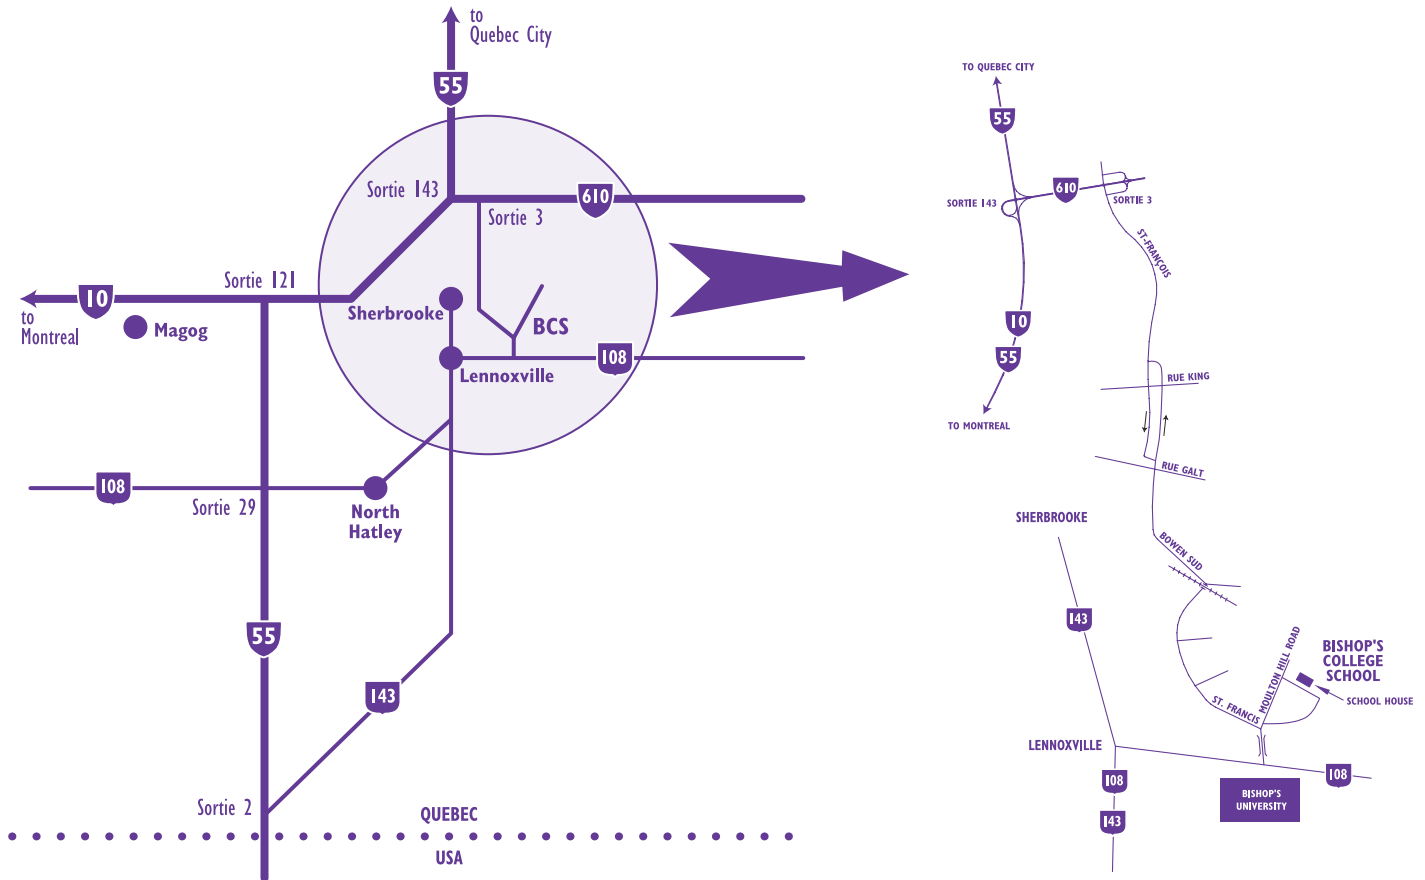 to
Quebec City
55
Sortie 143
610
Sortie 3
Sortie 121
10
to
Montreal
Magog
Sherbrooke
BCS
108
Lennoxville
108
Sortie 29
North
Hatley
55
143
Sortie 2
QUEBEC
USA
TO QUEBEC CITY
55
610
SORTIE 143
SORTIE 3
ST-FRANÇOIS
10
55
TO MONTREAL
RUE KING
RUE GALT
SHERBROOKE
BOWEN SUD
143
MOULTON HILL ROAD
BISHOP'S
COLLEGE
SCHOOL
SCHOOL HOUSE
ST. FRANCIS
LENNOXVILLE
108
108
BISHOP'S
UNIVERSITY
143